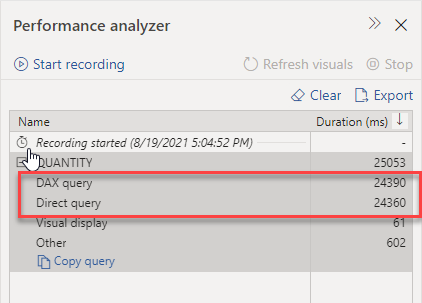 Performance analyzer
Start recording Refresh visuals Stop
Clear Export
Name Duration (ms)
Recording started (8/19/2021 5:04:52 PM) -
QUANTITY 25053
DAX query 24390
Direct query 24360
Visual display 61
Other 602
Copy query